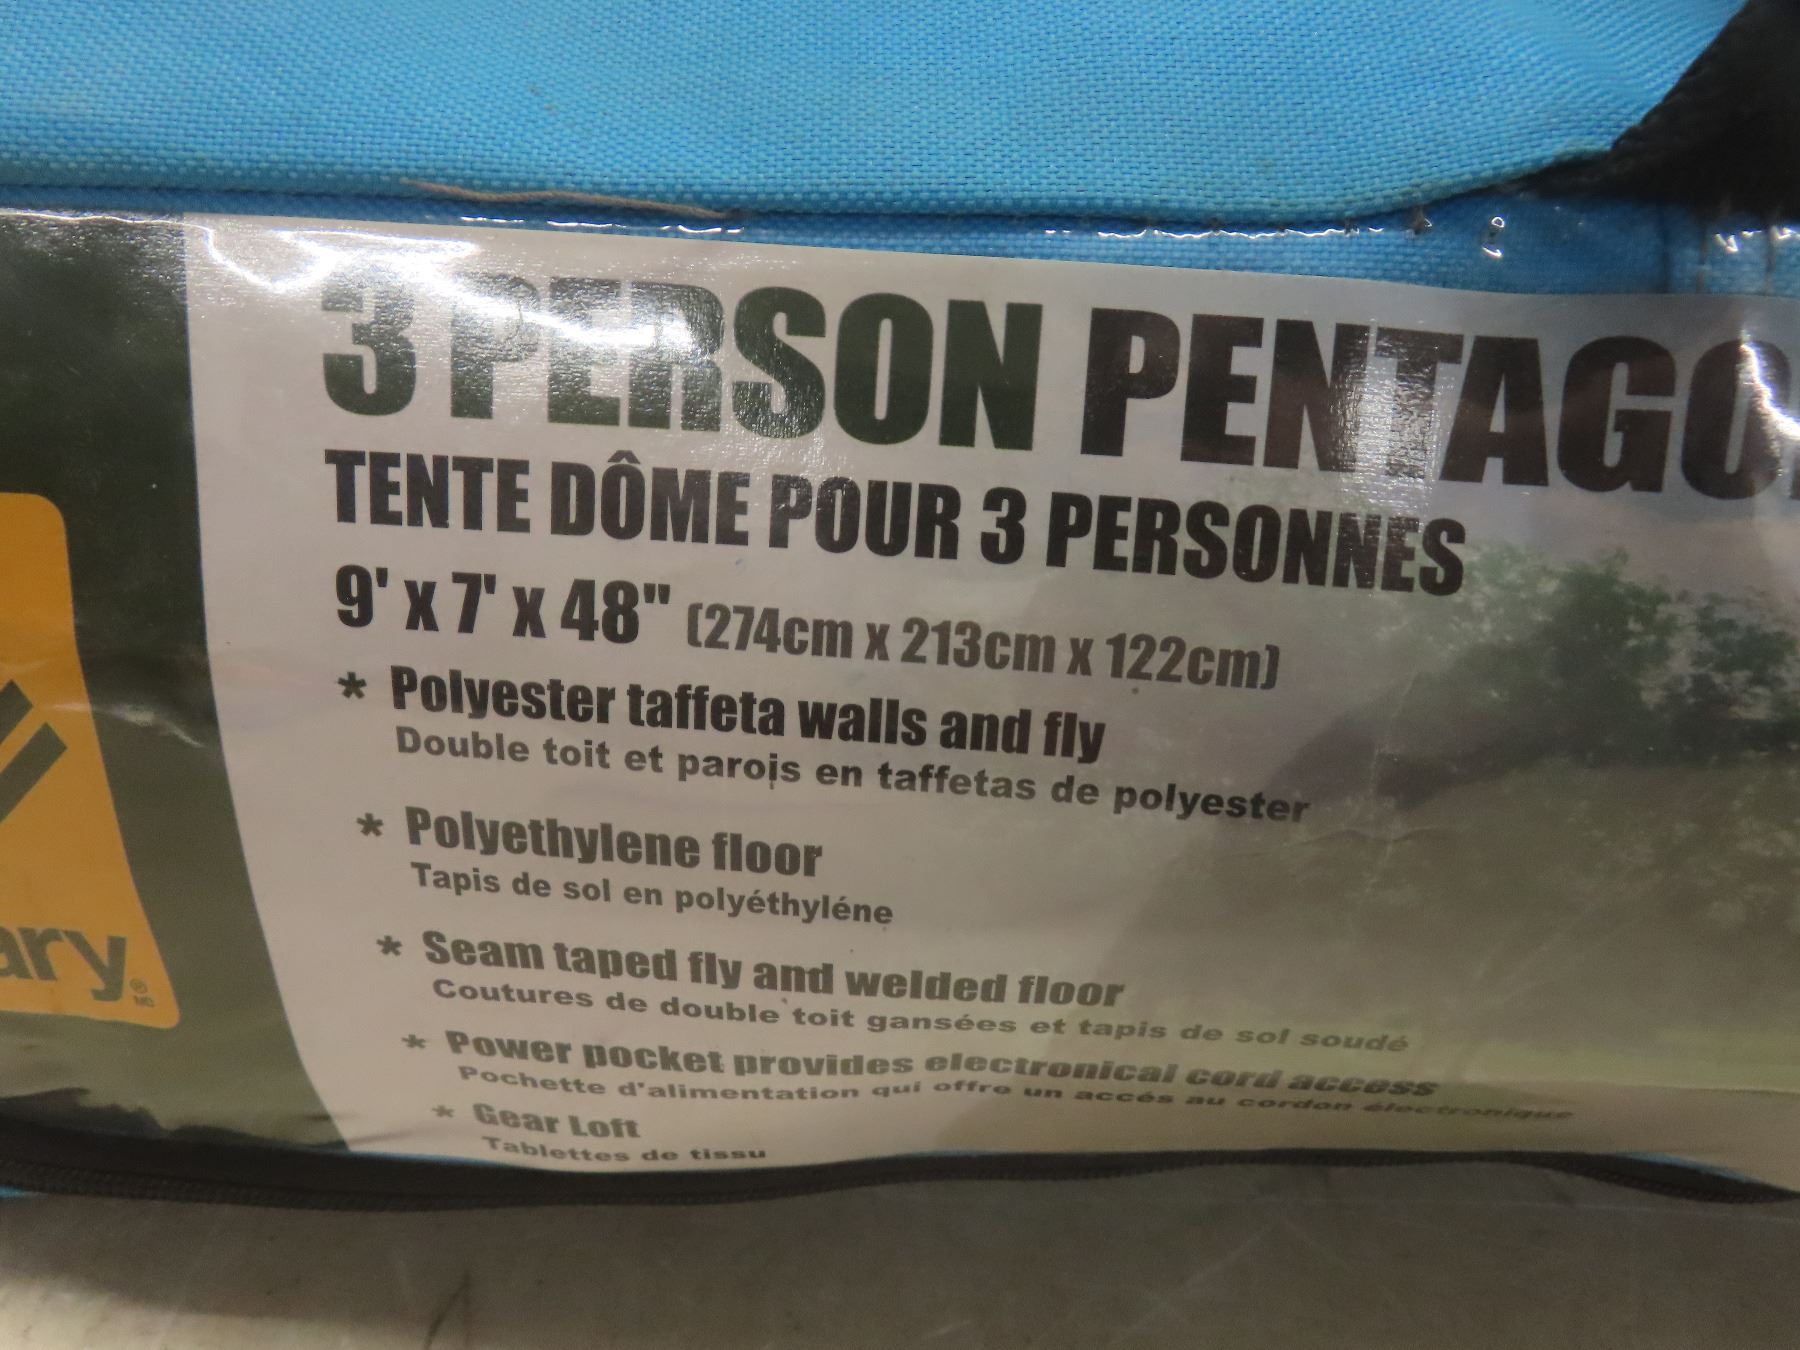 3 PERSON PENTAGO
TENTE DÔME POUR 3 PERSONNES
9' x 7' x 48" (274cm x 213cm x 122cm)
* Polyester taffeta walls and fly
Double toit et parois en taffetas de polyester
* Polyethylene floor
Tapis de sol en polyéthyléne
* Seam taped fly and welded floor
Coutures de double toit gansées et tapis de sol soudé
* Power pocket provides electronical cord access
Pochette d'alimentation qui offre un accés au cordon électronique
* Gear Loft
Tablettes de tissu
ary®